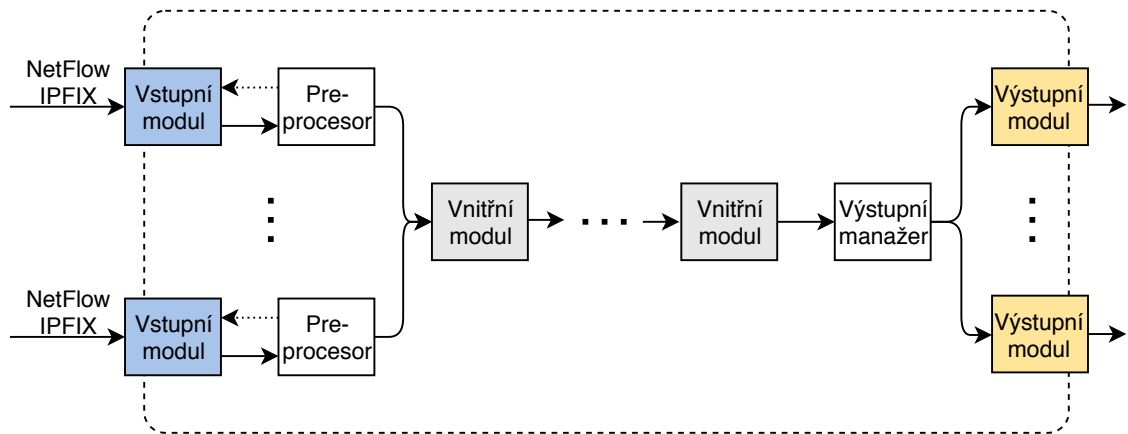 NetFlow
IPFIX
Vstupní
modul
Pre-
procesor
Výstupní
modul
Vnitřní
modul
Vnitřní
modul
Výstupní
manažer
NetFlow
IPFIX
Vstupní
modul
Pre-
procesor
Výstupní
modul